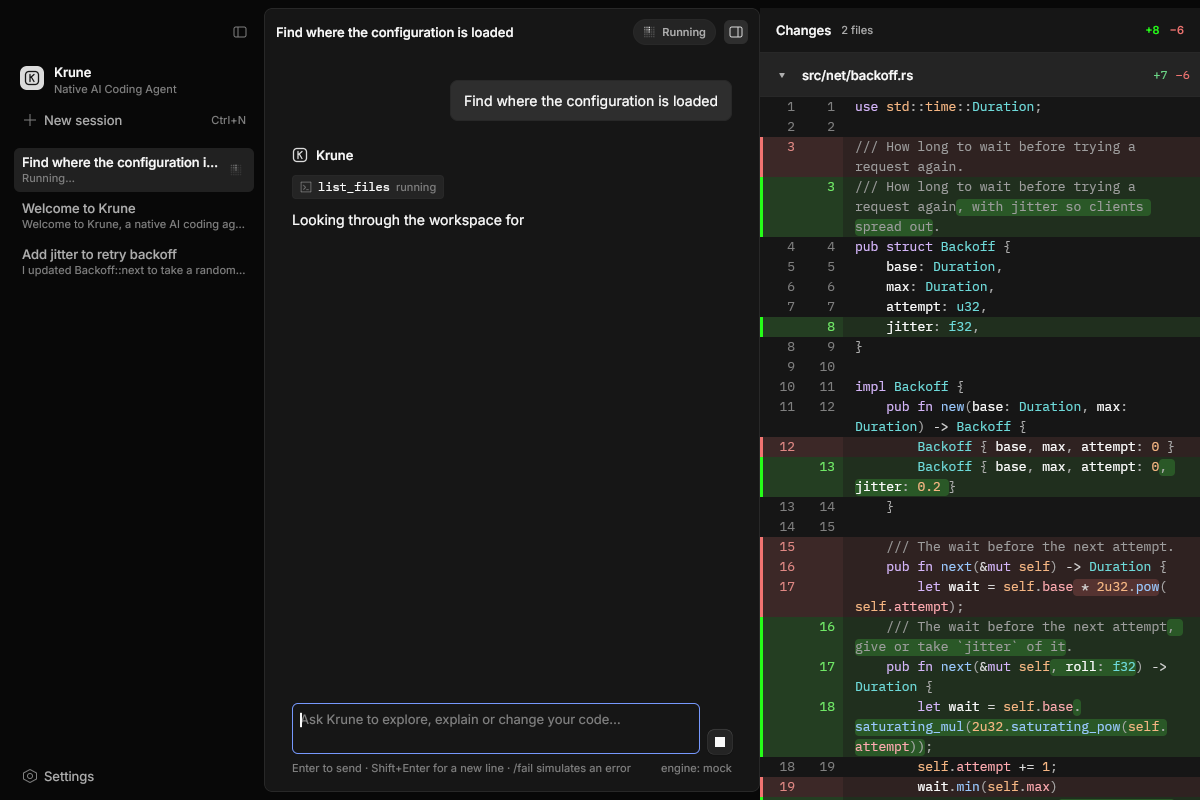 Krune
Native AI Coding Agent
New session Ctrl+N
Find where the configuration i...
Running...
Welcome to Krune
Welcome to Krune, a native AI coding ag...
Add jitter to retry backoff
I updated Backoff::next to take a random...
Settings
Find where the configuration is loaded
Running
Find where the configuration is loaded
K Krune
list_files running
Looking through the workspace for
Ask Krune to explore, explain or change your code...
Enter to send · Shift+Enter for a new line · /fail simulates an error engine: mock
Changes 2 files +8 −6
src/net/backoff.rs +7 −6
1 1 use std::time::Duration;
2 2
3 /// How long to wait before trying a
request again.
3 /// How long to wait before trying a
request again, with jitter so clients
spread out.
4 4 pub struct Backoff {
5 5 base: Duration,
6 6 max: Duration,
7 7 attempt: u32,
8 jitter: f32,
8 9 }
9 10
10 11 impl Backoff {
11 12 pub fn new(base: Duration, max:
Duration) -> Backoff {
12 Backoff { base, max, attempt: 0 }
13 Backoff { base, max, attempt: 0,
jitter: 0.2 }
13 14 }
14 15
15 /// The wait before the next attempt.
16 pub fn next(&mut self) -> Duration {
17 let wait = self.base * 2u32.pow(
self.attempt);
16 /// The wait before the next attempt,
give or take `jitter` of it.
17 pub fn next(&mut self, roll: f32) ->
Duration {
18 let wait = self.base.
saturating_mul(2u32.saturating_pow(self.
attempt));
18 19 self.attempt += 1;
19 wait.min(self.max)